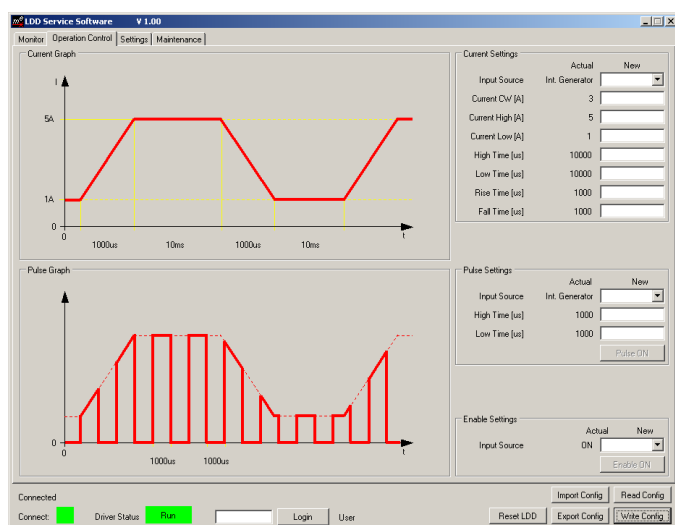 LDD Service Software V 1.00
Monitor Operation Control Settings Maintenance
Current Graph
I
5A
1A
0
0
1000us 10ms 1000us 10ms
t
Current Settings
Actual New
Input Source Int. Generator
Current CW [A] 3
Current High [A] 5
Current Low [A] 1
High Time [us] 10000
Low Time [us] 10000
Rise Time [us] 1000
Fall Time [us] 1000
Pulse Graph
0
0
1000us 1000us
t
Pulse Settings
Actual New
Input Source Int. Generator
High Time [us] 1000
Low Time [us] 1000
Pulse ON
Enable Settings
Actual New
Input Source ON
Enable ON
Connected
Import Config Read Config
Connect: Driver Status Run Login User
Reset LDD Export Config Write Config